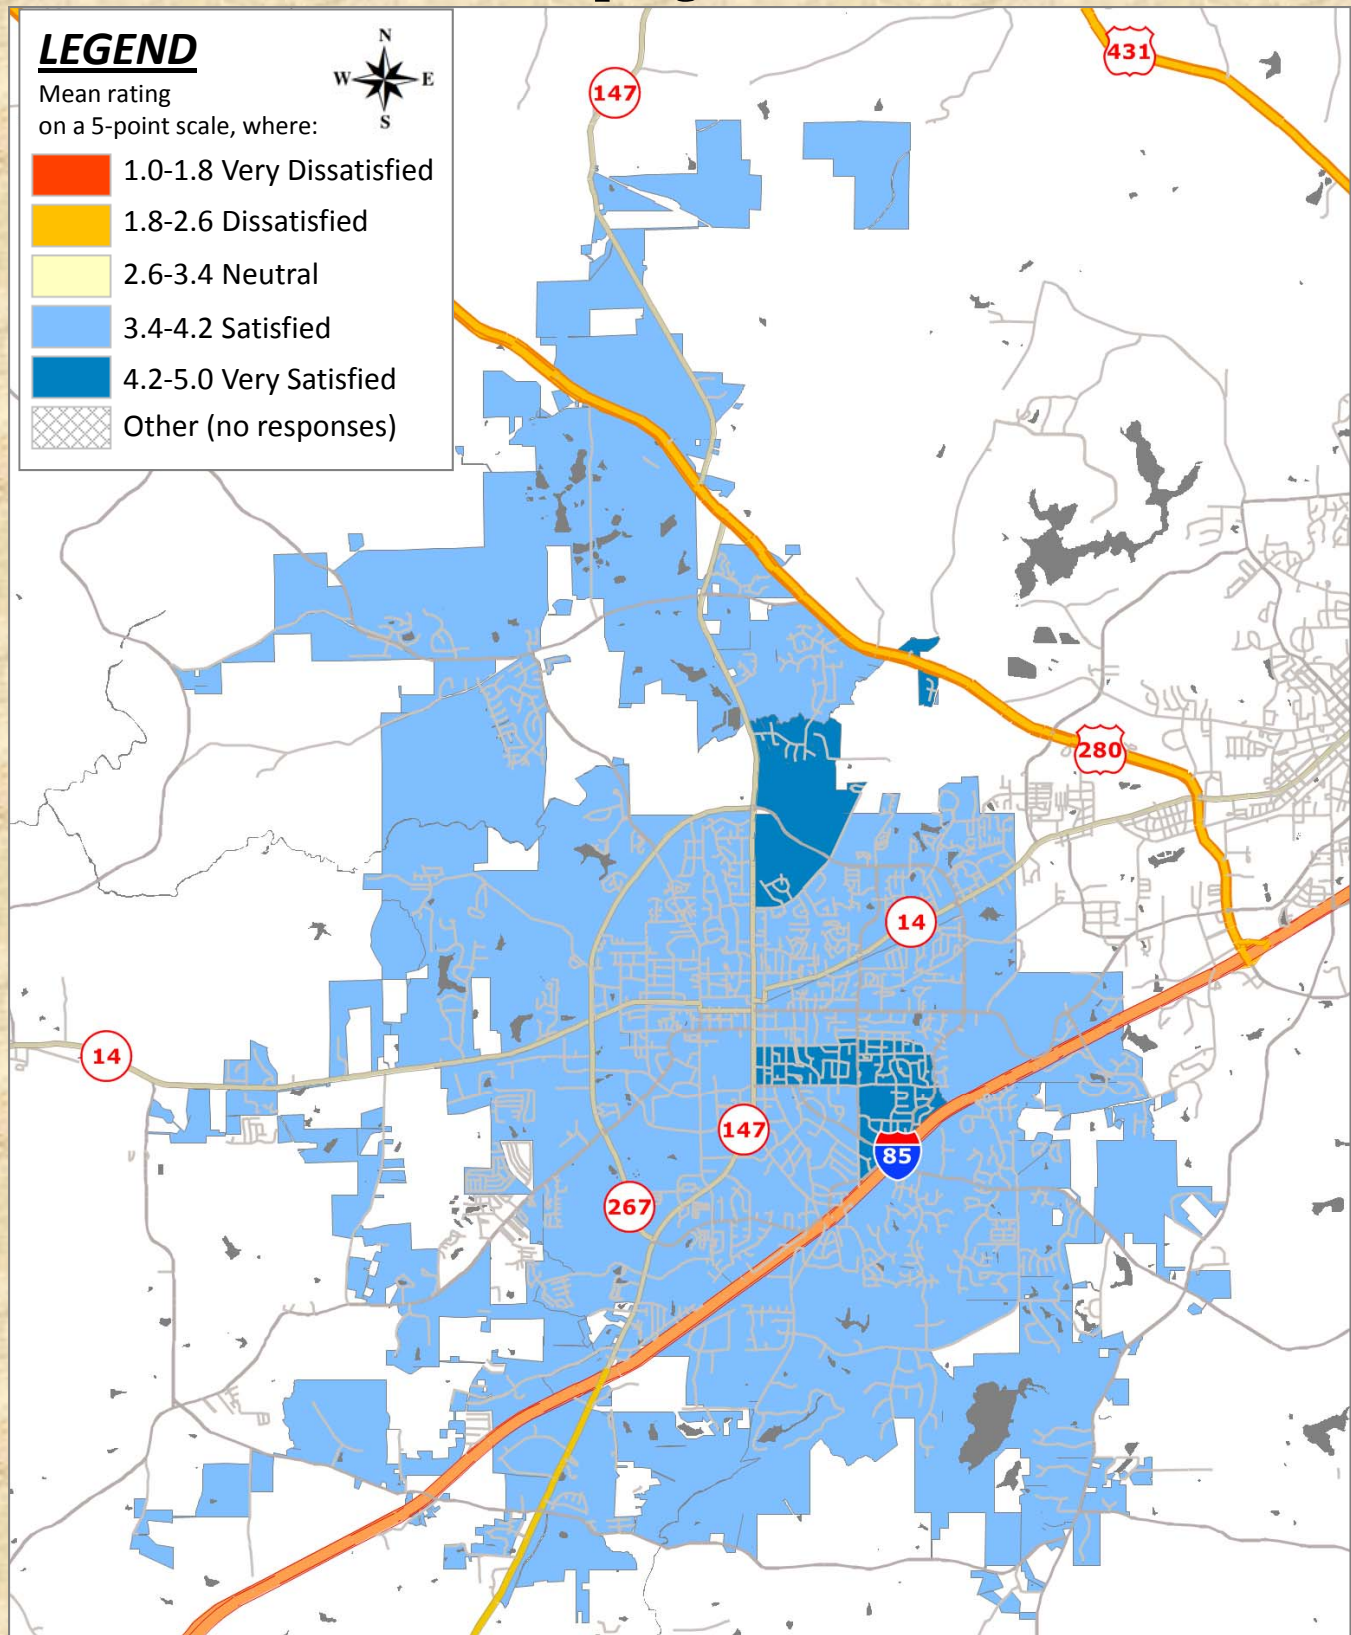 LEGEND
Mean rating
on a 5-point scale, where:
1.0-1.8 Very Dissatisfied
1.8-2.6 Dissatisfied
2.6-3.4 Neutral
3.4-4.2 Satisfied
4.2-5.0 Very Satisfied
Other (no responses)
N
W
E
S
431
147
280
14
14
147
85
267